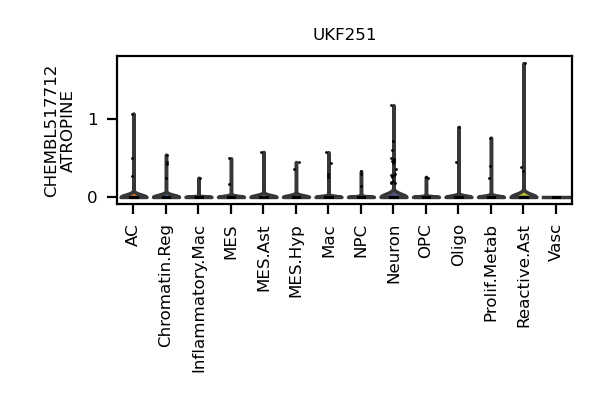 UKF251
CHEMBL517712
ATROPINE
1
0
AC
Chromatin.Reg
Inflammatory.Mac
MES
MES.Ast
MES.Hyp
Mac
NPC
Neuron
OPC
Oligo
Prolif.Metab
Reactive.Ast
Vasc